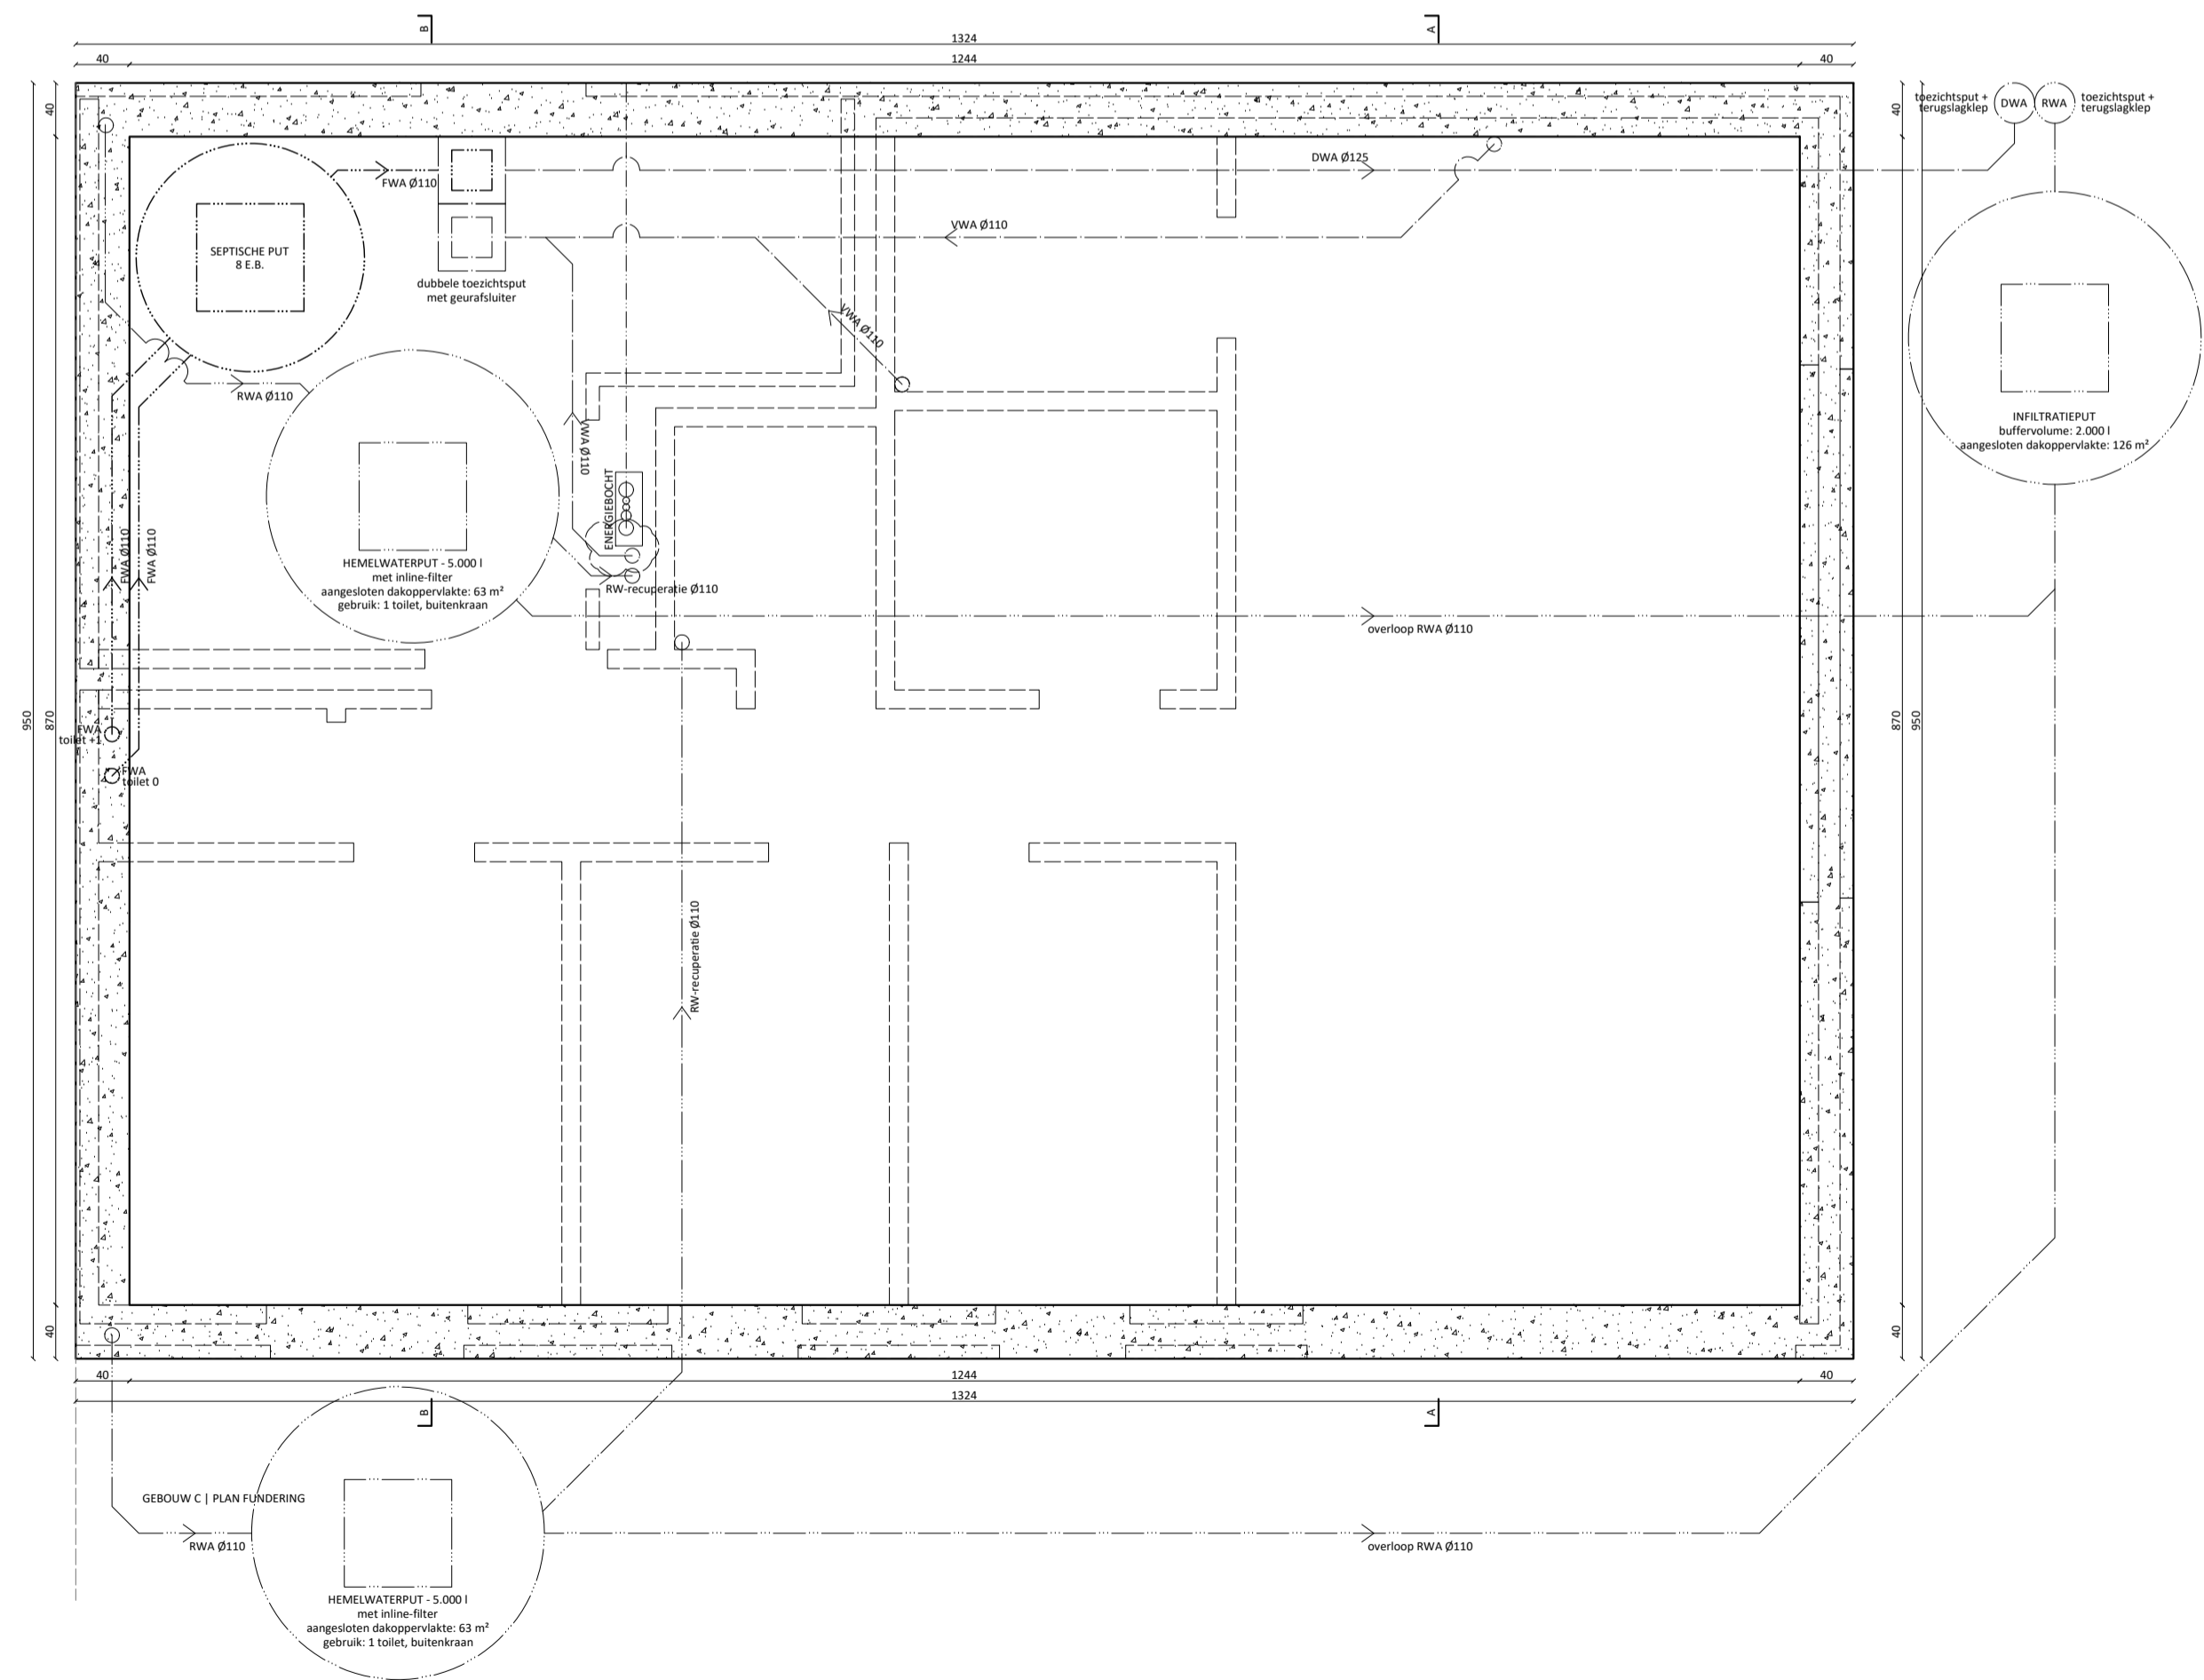 B
A
1324
40
1244
40
40
40
toezichtsput +
terugslagklep
DWA
RWA
toezichtsput +
terugslagklep
DWA Ø125
FWA Ø110
VWA Ø110
SEPTISCHE PUT
8 E.B.
dubbele toezichtsput
met geurafsluiter
VWA Ø110
RWA Ø110
VWA Ø110
INFILTRATIEPUT
buffervolume: 2.000 l
aangesloten dakoppervlakte: 126 m²
ENERGIEBOCHT
FWA Ø110
FWA Ø110
HEMELWATERPUT - 5.000 l
met inline-filter
aangesloten dakoppervlakte: 63 m²
gebruik: 1 toilet, buitenkraan
RW-recuperatie Ø110
overloop RWA Ø110
950
870
870
950
FWA
toilet +1
FWA
toilet 0
RW-recuperatie Ø110
40
40
40
1244
40
1324
B
A
GEBOUW C | PLAN FUNDERING
RWA Ø110
overloop RWA Ø110
HEMELWATERPUT - 5.000 l
met inline-filter
aangesloten dakoppervlakte: 63 m²
gebruik: 1 toilet, buitenkraan